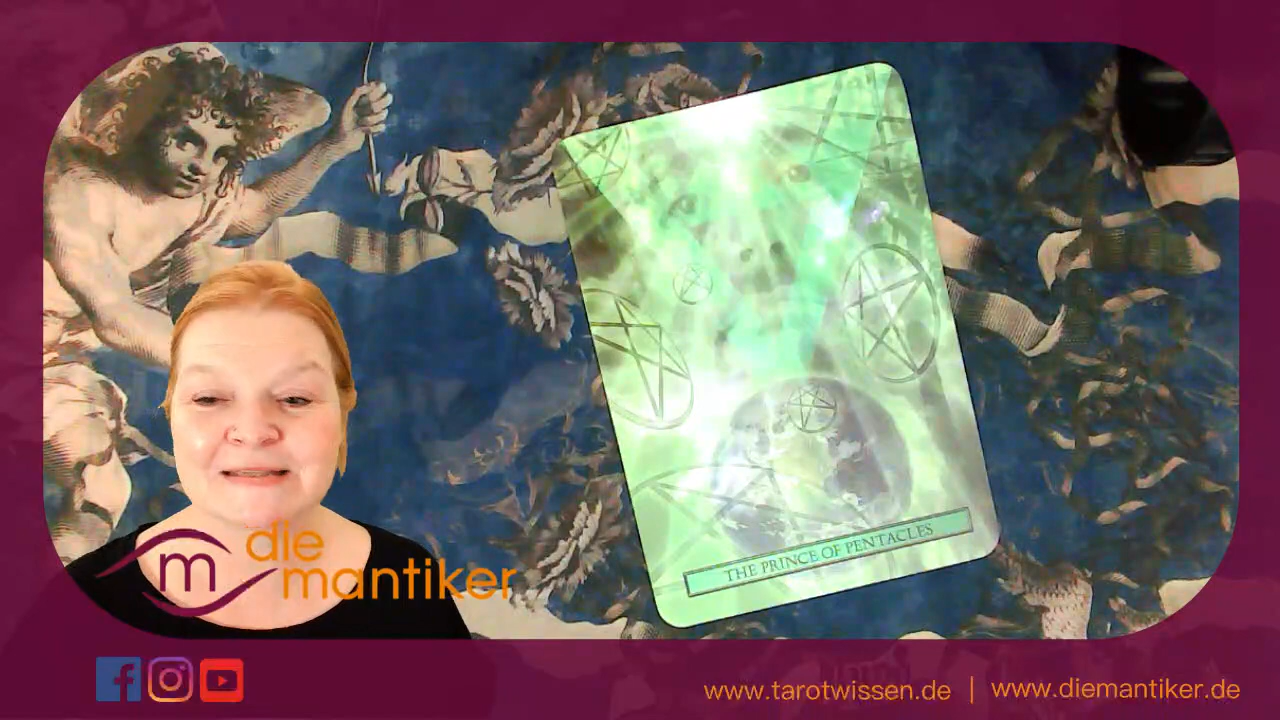 THE PRINCE OF PENTACLES
m
die
mantiker
www.tarotwissen.de | www.diemantiker.de